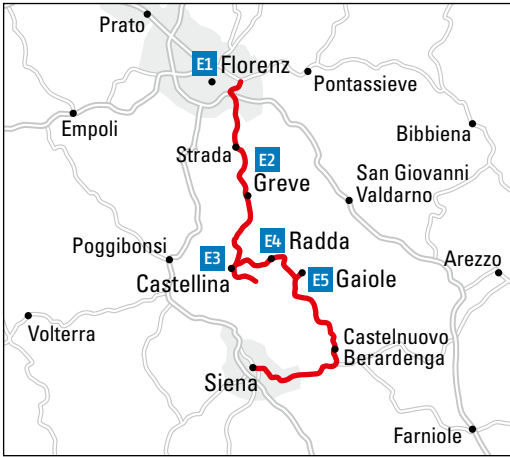 Prato
E1 Florenz
Pontassieve
Empoli
Bibbiena
Strada
E2
Greve
San Giovanni
Valdarno
Poggibonsi
E3
Castellina
E4 Radda
Arezzo
E5 Gaiole
Volterra
Castelnuovo
Berardenga
Siena
Farniole